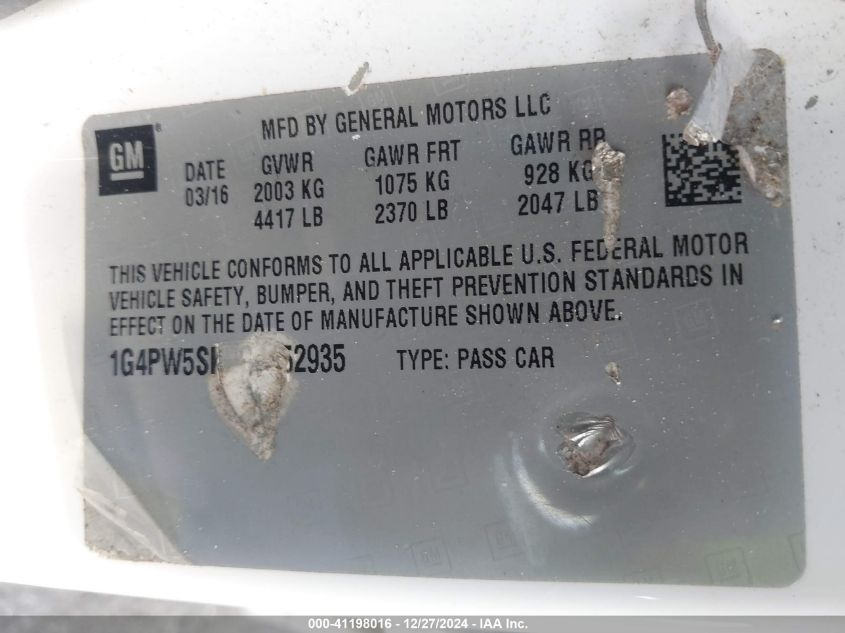 GM
MFD BY GENERAL MOTORS LLC
DATE GVWR GAWR FRT GAWR RR
03/16 2003 KG 1075 KG 928 KG
4417 LB 2370 LB 2047 LB
THIS VEHICLE CONFORMS TO ALL APPLICABLE U.S. FEDERAL MOTOR
VEHICLE SAFETY, BUMPER, AND THEFT PREVENTION STANDARDS IN
EFFECT ON THE DATE OF MANUFACTURE SHOWN ABOVE.
TYPE: PASS CAR
000-41198016 - 12/27/2024 - IAA Inc.